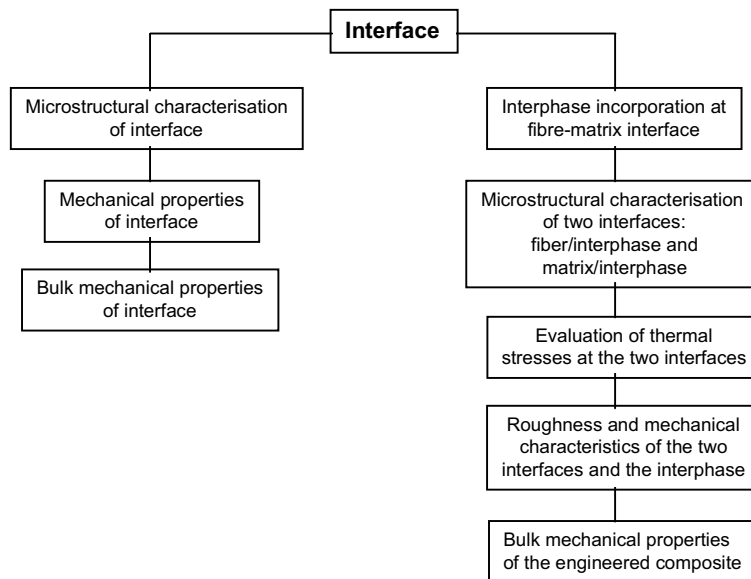 Interface
Microstructural characterisation
of interface
Mechanical properties
of interface
Bulk mechanical properties
of interface
Interphase incorporation at
fibre-matrix interface
Microstructural characterisation
of two interfaces:
fiber/interphase and
matrix/interphase
Evaluation of thermal
stresses at the two interfaces
Roughness and mechanical
characteristics of the two
interfaces and the interphase
Bulk mechanical properties
of the engineered composite